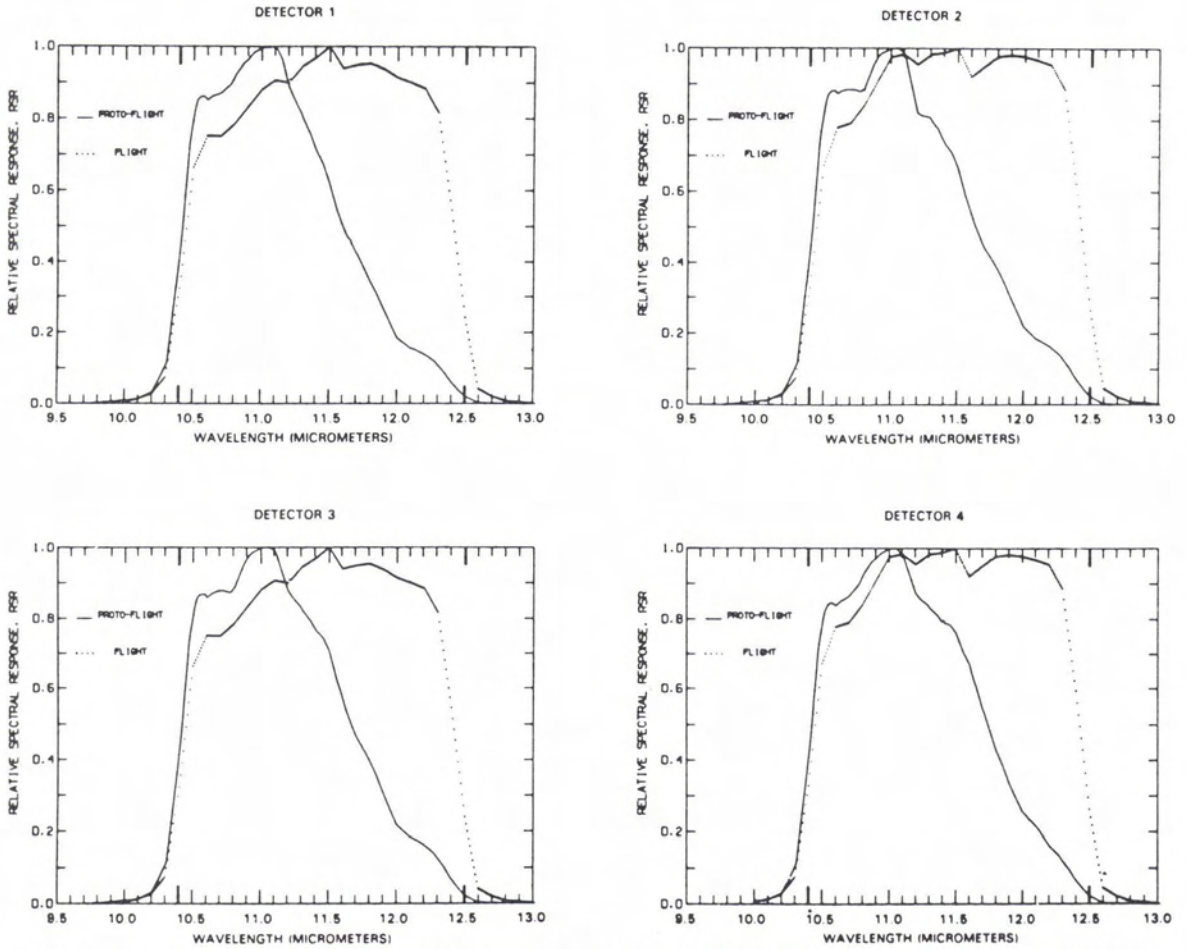 DETECTOR 1
RELATIVE SPECTRAL RESPONSE, RSR
1.0
0.8
0.6
0.4
0.2
0.0
PROTO-FLIGHT
FLIGHT
9.5 10.0 10.5 11.0 11.5 12.0 12.5 13.0
WAVELENGTH (MICROMETERS)
DETECTOR 2
RELATIVE SPECTRAL RESPONSE, RSR
1.0
0.8
0.6
0.4
0.2
0.0
PROTO-FLIGHT
FLIGHT
9.5 10.0 10.5 11.0 11.5 12.0 12.5 13.0
WAVELENGTH (MICROMETERS)
DETECTOR 3
RELATIVE SPECTRAL RESPONSE, RSR
1.0
0.8
0.6
0.4
0.2
0.0
PROTO-FLIGHT
FLIGHT
9.5 10.0 10.5 11.0 11.5 12.0 12.5 13.0
WAVELENGTH (MICROMETERS)
DETECTOR 4
RELATIVE SPECTRAL RESPONSE, RSR
1.0
0.8
0.6
0.4
0.2
0.0
PROTO-FLIGHT
FLIGHT
9.5 10.0 10.5 11.0 11.5 12.0 12.5 13.0
WAVELENGTH (MICROMETERS)